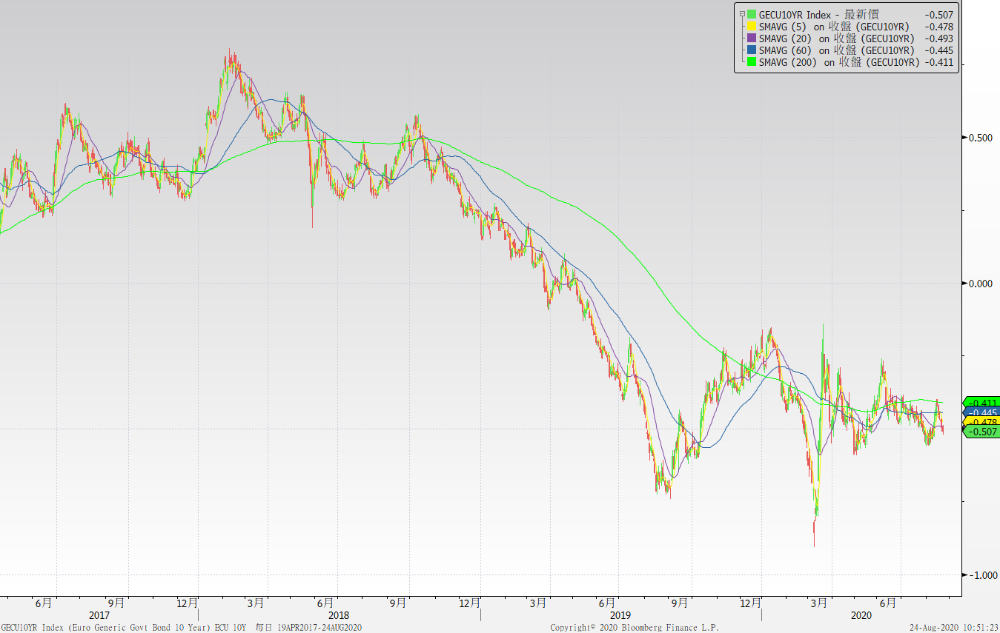 GECU10YR Index - 最新價 -0.507
SMAVG (5) on 收盤 (GECU10YR) -0.478
SMAVG (20) on 收盤 (GECU10YR) -0.493
SMAVG (60) on 收盤 (GECU10YR) -0.445
SMAVG (200) on 收盤 (GECU10YR) -0.411
0.500
0.000
-0.411
-0.445
-0.478
-0.507
-1.000
6月 9月 12月 3月 6月 9月 12月 3月 6月 9月 12月 3月 6月
2017 2018 2019 2020
GECU10YR Index (Euro Generic Govt Bond 10 Year) ECU 10Y 每日 19APR2017-24AUG2020 Copyright© 2020 Bloomberg Finance L.P. 24-Aug-2020 10:51:23